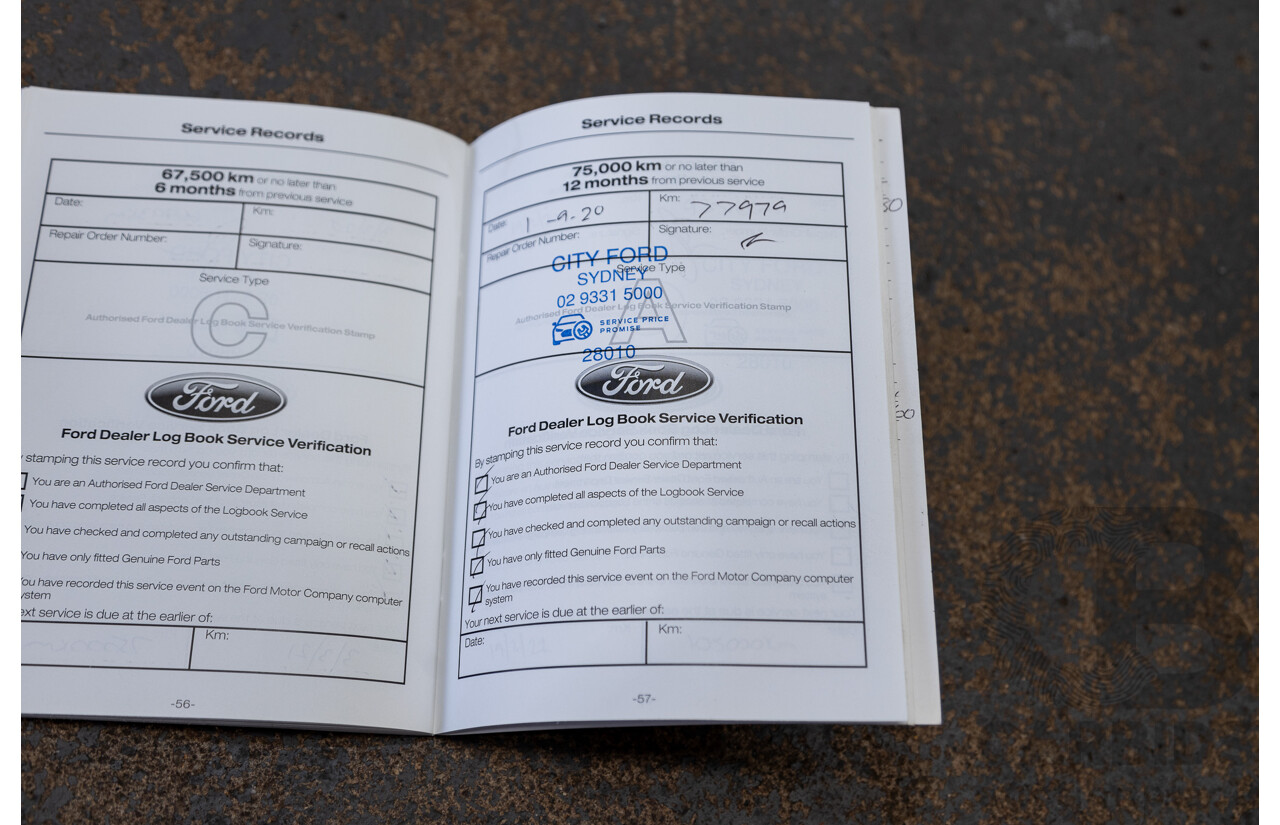 Service Records
67,500 km or no later than
6 months from previous service
Date:
Km:
Repair Order Number:
Signature:
Service Type
C
Authorised Ford Dealer Log Book Service Verification Stamp
Ford
Ford Dealer Log Book Service Verification
stamping this service record you confirm that:
You are an Authorised Ford Dealer Service Department
You have completed all aspects of the Logbook Service
You have checked and completed any outstanding campaign or recall actions
You have only fitted Genuine Ford Parts
You have recorded this service event on the Ford Motor Company computer
system
next service is due at the earlier of:
Km:
-56-
Service Records
75,000 km or no later than
12 months from previous service
Date: 1-9-20
Km: 77979
Repair Order Number:
Signature:
CITY FORD
Service Type
SYDNEY
02 9331 5000
A
Authorised Ford Dealer Log Book Service Verification Stamp
SERVICE PRICE
PROMISE
28010
Ford
Ford Dealer Log Book Service Verification
By stamping this service record you confirm that:
You are an Authorised Ford Dealer Service Department
You have completed all aspects of the Logbook Service
You have checked and completed any outstanding campaign or recall actions
You have only fitted Genuine Ford Parts
You have recorded this service event on the Ford Motor Company computer
system
Your next service is due at the earlier of:
Date:
Km:
-57-